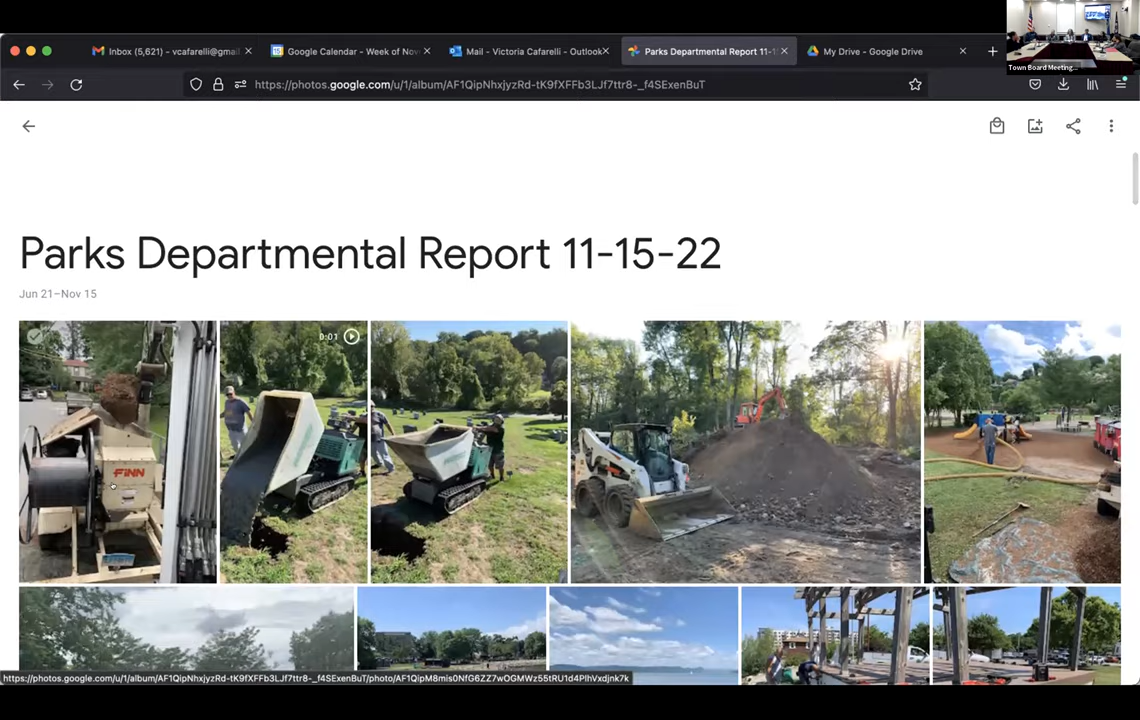 Inbox (5,621) - vcafarelli@gmai
Google Calendar - Week of Nov
Mail - Victoria Cafarelli - Outlook
Parks Departmental Report 11-1
My Drive - Google Drive
https://photos.google.com/u/1/album/AF1QipNhxjyzRd-tK9fXFFb3LJf7ttr8-_f4SExenBuT
Town Board Meeting...
Parks Departmental Report 11-15-22
Jun 21–Nov 15
0:01
FINN
https://photos.google.com/u/1/album/AF1QipNhxjyzRd-tK9fXFFb3LJf7ttr8-_f4SExenBuT/photo/AF1QipM8mis0NfG6ZZ7wOGMWz55tRU1d4PlhVxdjnk7k